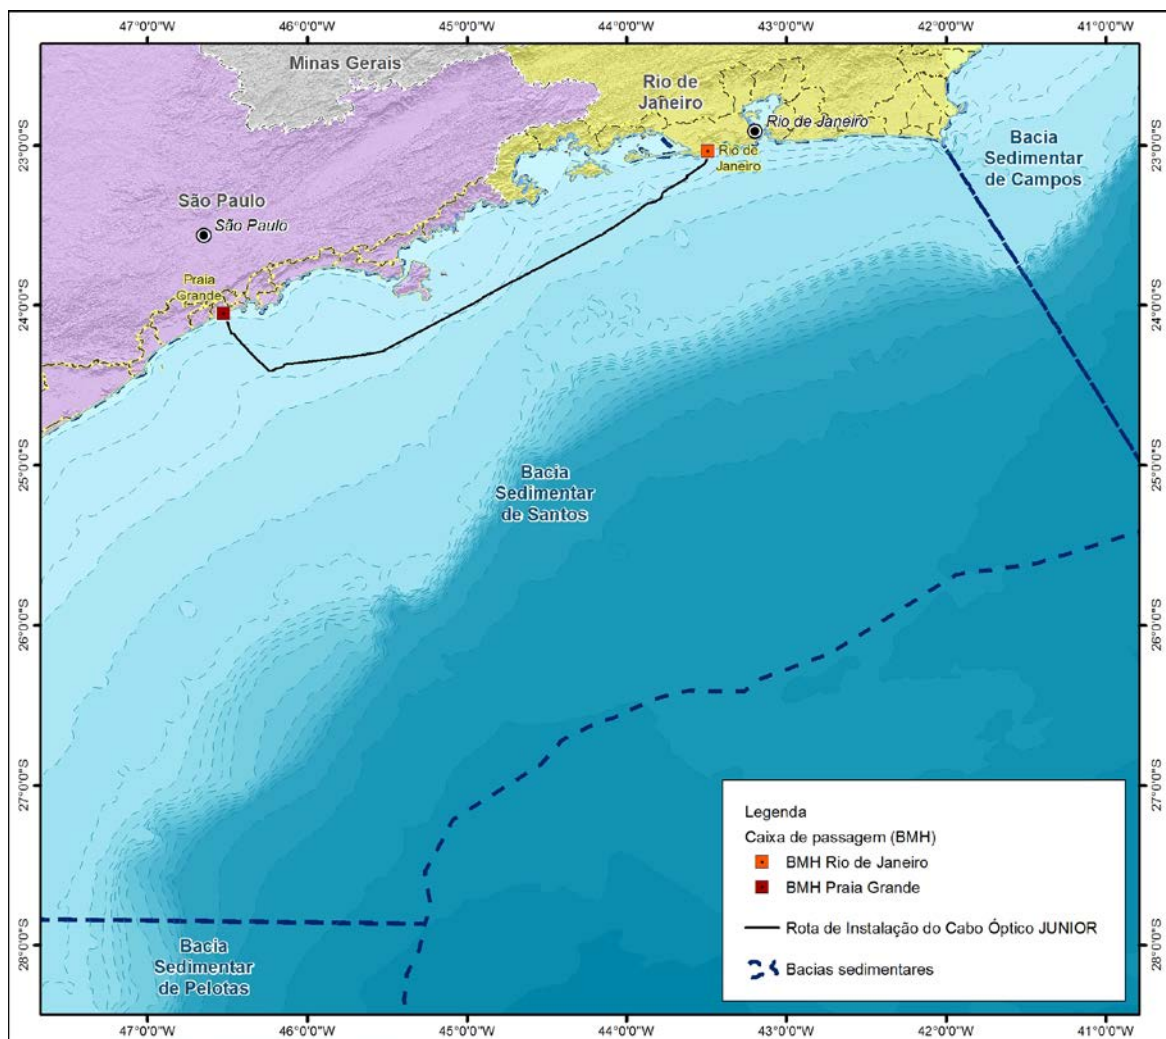 47°0'0"W 46°0'0"W 45°0'0"W 44°0'0"W 43°0'0"W 42°0'0"W 41°0'0"W
Minas Gerais
Rio de
Janeiro
Rio de Janeiro
23°0'0"S
23°0'0"S
Rio de
Janeiro
Bacia
Sedimentar
de Campos
São Paulo
São Paulo
Praia
Grande
24°0'0"S
24°0'0"S
25°0'0"S
25°0'0"S
Bacia
Sedimentar
de Santos
26°0'0"S
26°0'0"S
27°0'0"S
27°0'0"S
Legenda
Caixa de passagem (BMH)
BMH Rio de Janeiro
BMH Praia Grande
Rota de Instalação do Cabo Óptico JUNIOR
Bacias sedimentares
28°0'0"S
28°0'0"S
Bacia
Sedimentar
de Pelotas
47°0'0"W 46°0'0"W 45°0'0"W 44°0'0"W 43°0'0"W 42°0'0"W 41°0'0"W